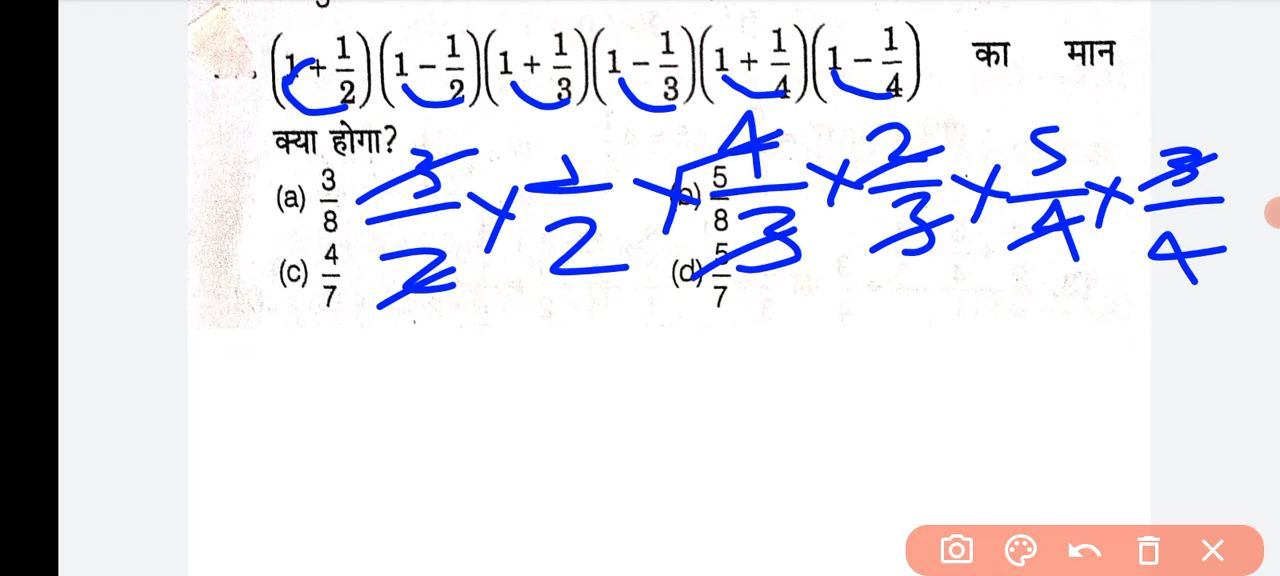 (1 + 1/2)(1 - 1/2)(1 + 1/3)(1 - 1/3)(1 + 1/4)(1 - 1/4) का मान
क्या होगा?
(a) 3/8 (b) 5/8
(c) 4/7 (d) 5/7
3/2 × 1/2 × 4/3 × 2/3 × 5/4 × 3/4